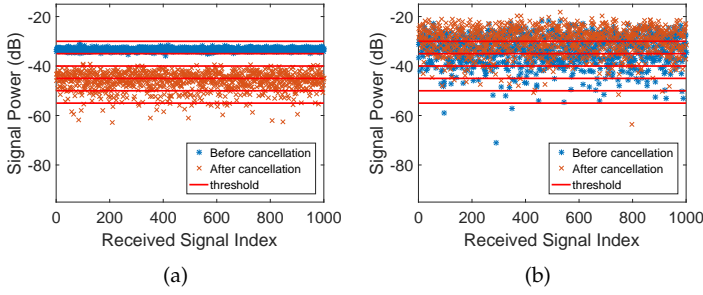 -20
-40
-60
-80
Signal Power (dB)
Before cancellation
After cancellation
threshold
0 200 400 600 800 1000
Received Signal Index
(a)
-20
-40
-60
-80
Signal Power (dB)
Before cancellation
After cancellation
threshold
0 200 400 600 800 1000
Received Signal Index
(b)